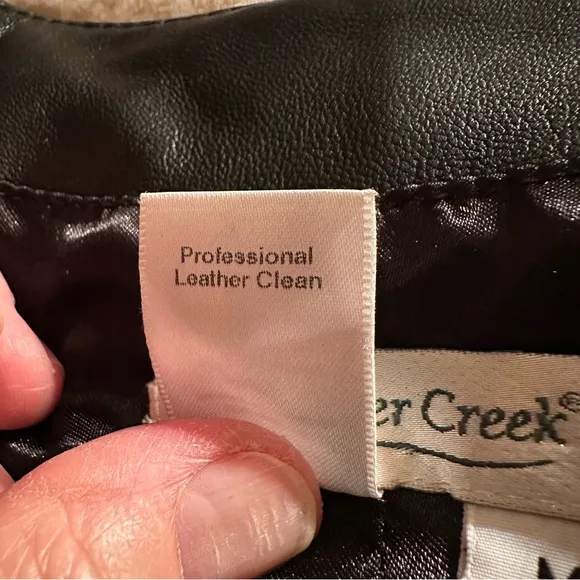 Professional
Leather Clean
er Creek®
M